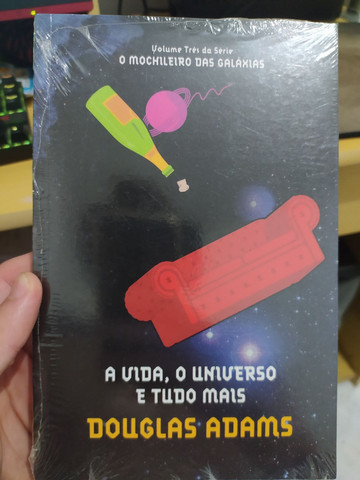 Volume Três da Série
O MOCHILEIRO DAS GALÁXIAS
A VIDA, O UNIVERSO
E TUDO MAIS
DOUGLAS ADAMS